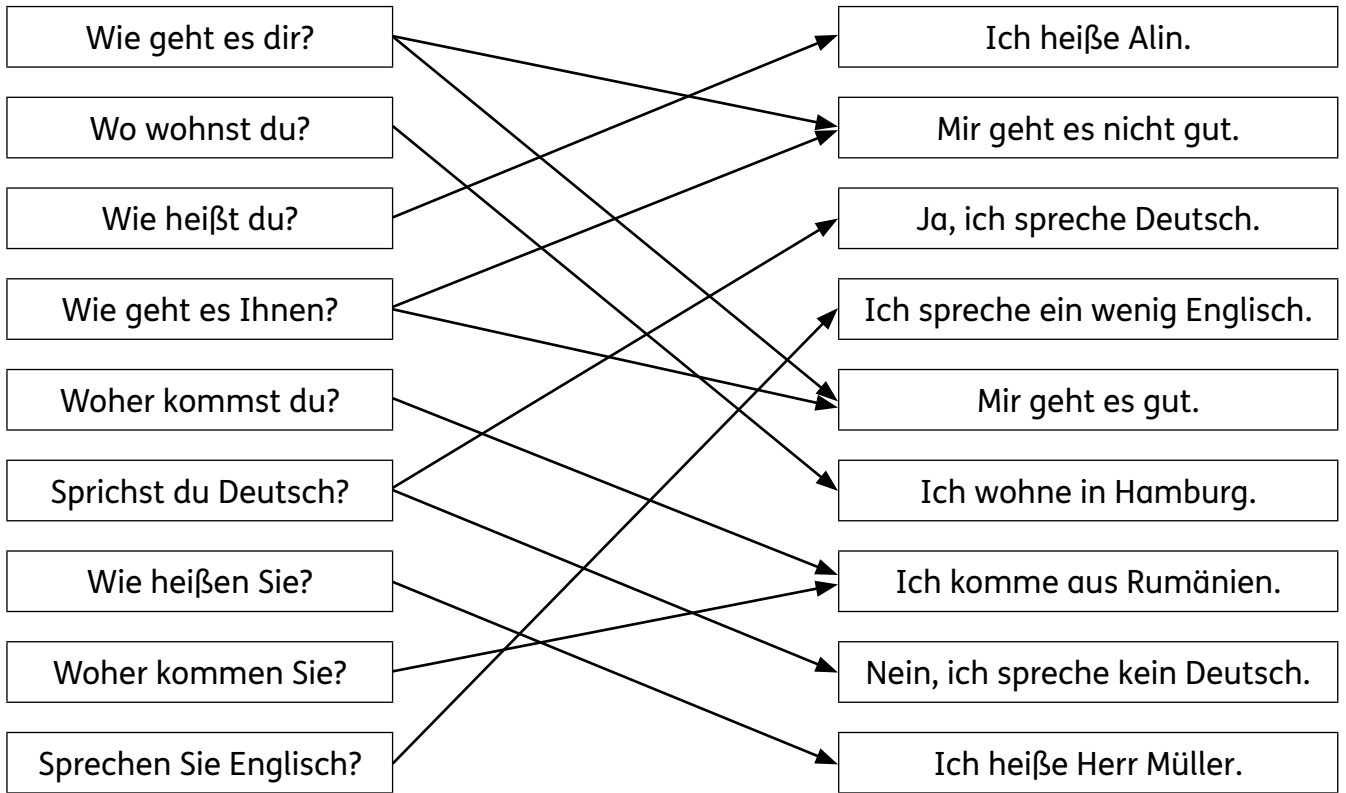 Wie geht es dir?
Ich heiße Alin.
Wo wohnst du?
Mir geht es nicht gut.
Wie heißt du?
Ja, ich spreche Deutsch.
Wie geht es Ihnen?
Ich spreche ein wenig Englisch.
Woher kommst du?
Mir geht es gut.
Sprichst du Deutsch?
Ich wohne in Hamburg.
Wie heißen Sie?
Ich komme aus Rumänien.
Woher kommen Sie?
Nein, ich spreche kein Deutsch.
Sprechen Sie Englisch?
Ich heiße Herr Müller.